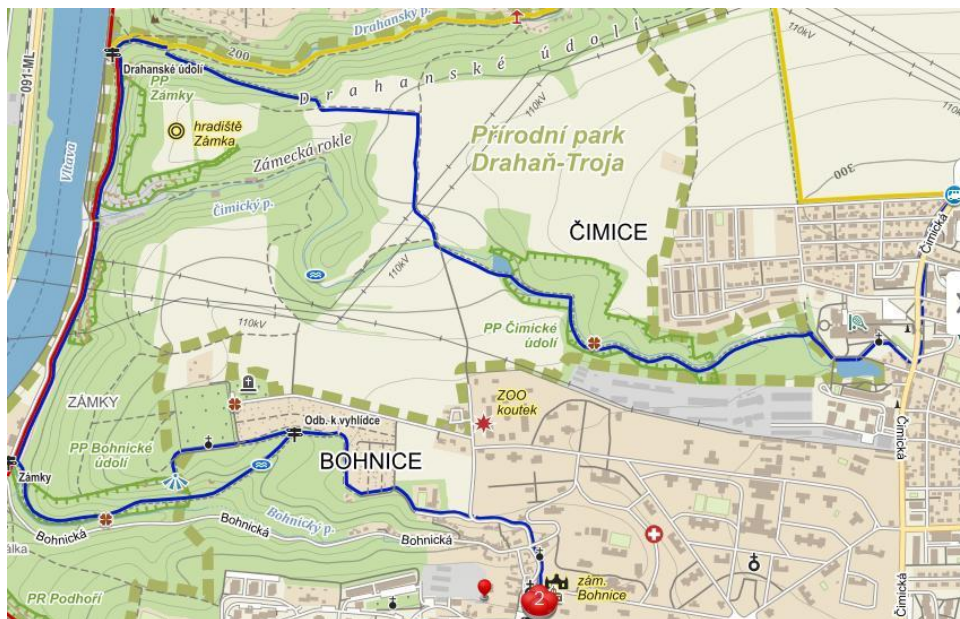 091-ML
200
Drahanský p.
110kV
Drahanské údolí
Drahanské údolí
PP
Zámky
110kV
hradiště
Zámka
Vltava
Zámecká rokle
Přírodní park
Drahaň-Troja
300
Čimický p.
Čimická
ČIMICE
110kV
110kV
PP Čimické
údolí
ZÁMKY
ZOO
koutek
Odb. k vyhlídce
Čimická
PP Bohnické
údolí
BOHNICE
Zámky
Bohnická
Bohnická
Bohnický p.
Bohnická
álka
zám.
Bohnice
Čimická
2
PR Podhoří